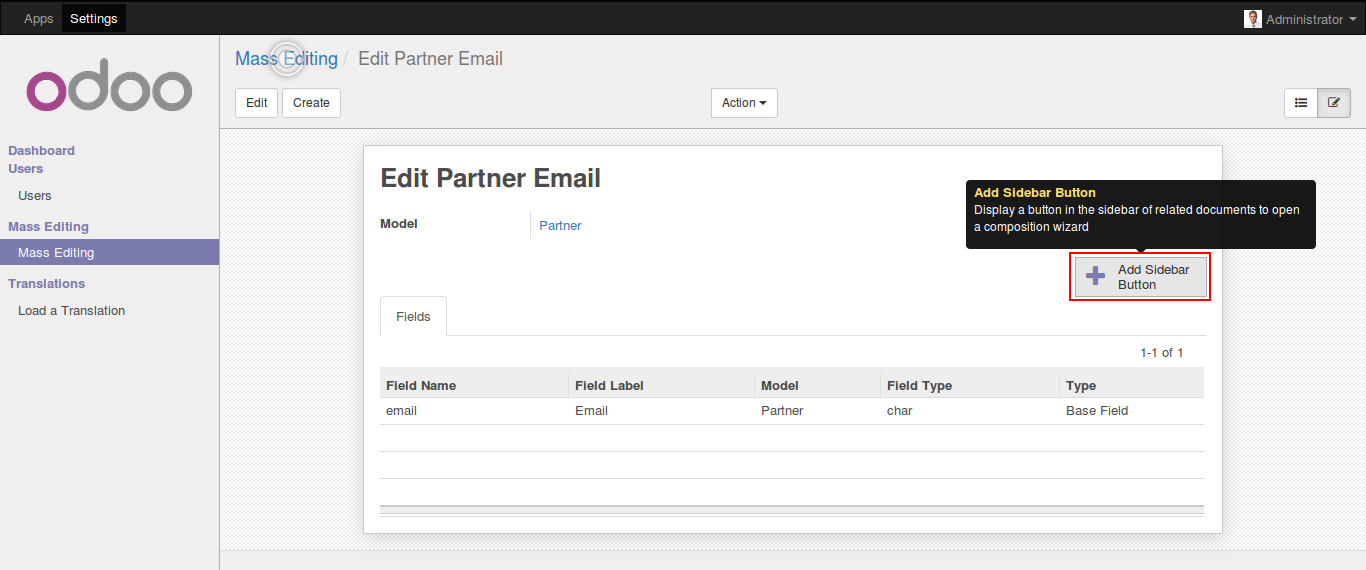 Apps Settings Administrator
Mass Editing / Edit Partner Email
odoo
Edit Create Action
Dashboard
Users
Users
Mass Editing
Mass Editing
Translations
Load a Translation
Edit Partner Email
Add Sidebar Button
Display a button in the sidebar of related documents to open
a composition wizard
Model Partner
Add Sidebar
Button
Fields
1-1 of 1
Field Name Field Label Model Field Type Type
email Email Partner char Base Field